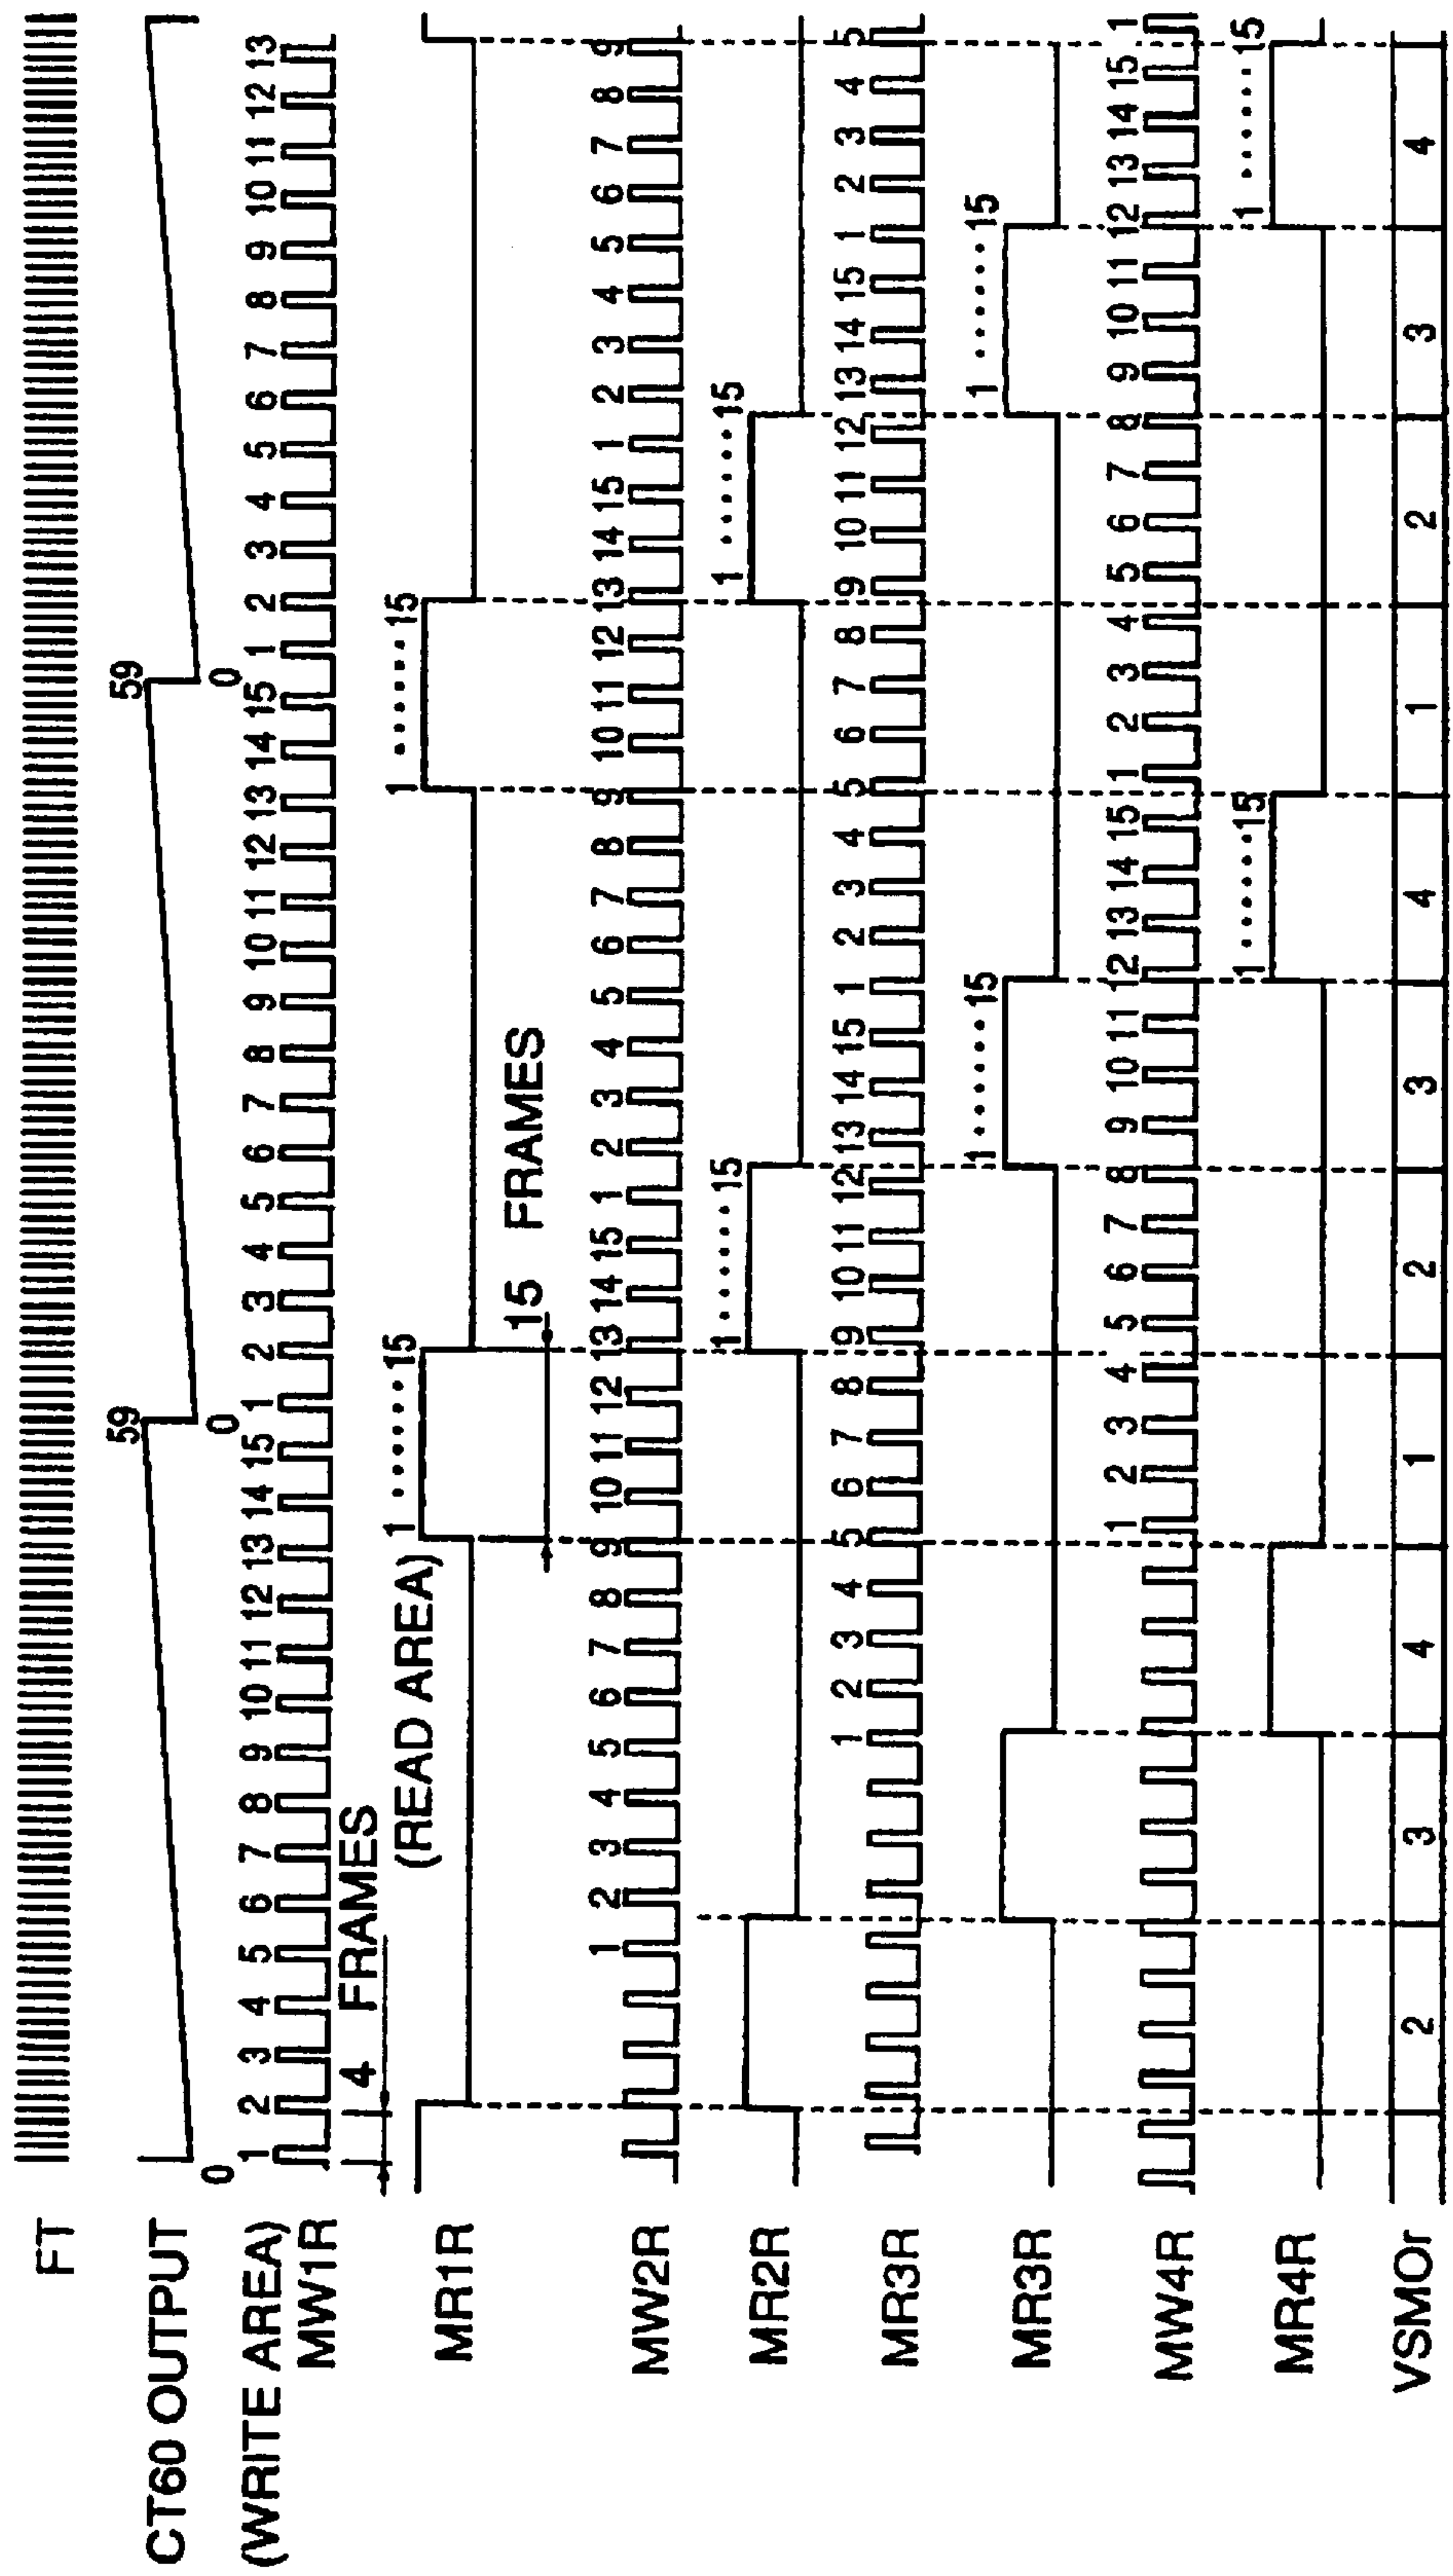 FT
59 59
CT60 OUTPUT
0 0 0
(WRITE AREA) 1 2 3 4 5 6 7 8 9 10 11 12 13 14 15 1 2 3 4 5 6 7 8 9 10 11 12 13 14 15 1 2 3 4 5 6 7 8 9 10 11 12 13
MW1R
4 FRAMES
(READ AREA) 1 ······15 1 ······15
MR1R
15 FRAMES
1 2 3 4 5 6 7 8 9 10 11 12 13 14 15 1 2 3 4 5 6 7 8 9 10 11 12 13 14 15 1 2 3 4 5 6 7 8 9
MW2R
1 ······15 1 ······15
MR2R
1 2 3 4 5 6 7 8 9 10 11 12 13 14 15 1 2 3 4 5 6 7 8 9 10 11 12 13 14 15 1 2 3 4 5
MR3R
1 ······15 1 ······15
MR3R
1 2 3 4 5 6 7 8 9 10 11 12 13 14 15 1 2 3 4 5 6 7 8 9 10 11 12 13 14 15 1
MW4R
1 ······15 1 ······15
MR4R
VSMOr 2 3 4 1 2 3 4 1 2 3 4